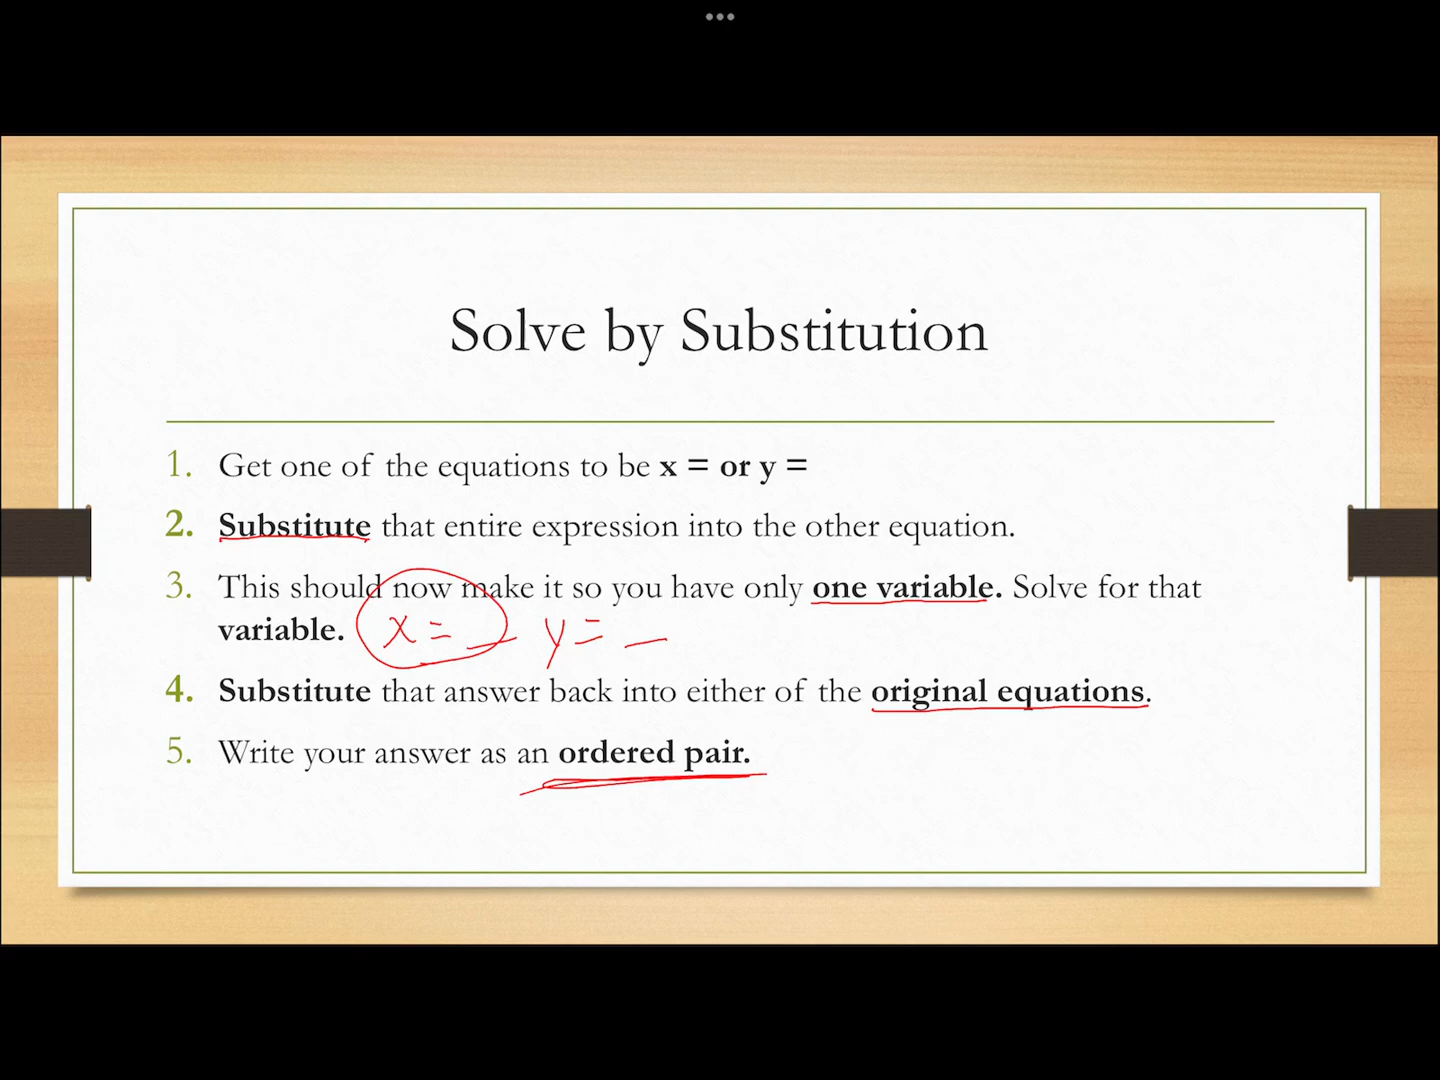 Solve by Substitution
1. Get one of the equations to be x = or y =
2. Substitute that entire expression into the other equation.
3. This should now make it so you have only one variable. Solve for that
variable. x = _ y = _
4. Substitute that answer back into either of the original equations.
5. Write your answer as an ordered pair.